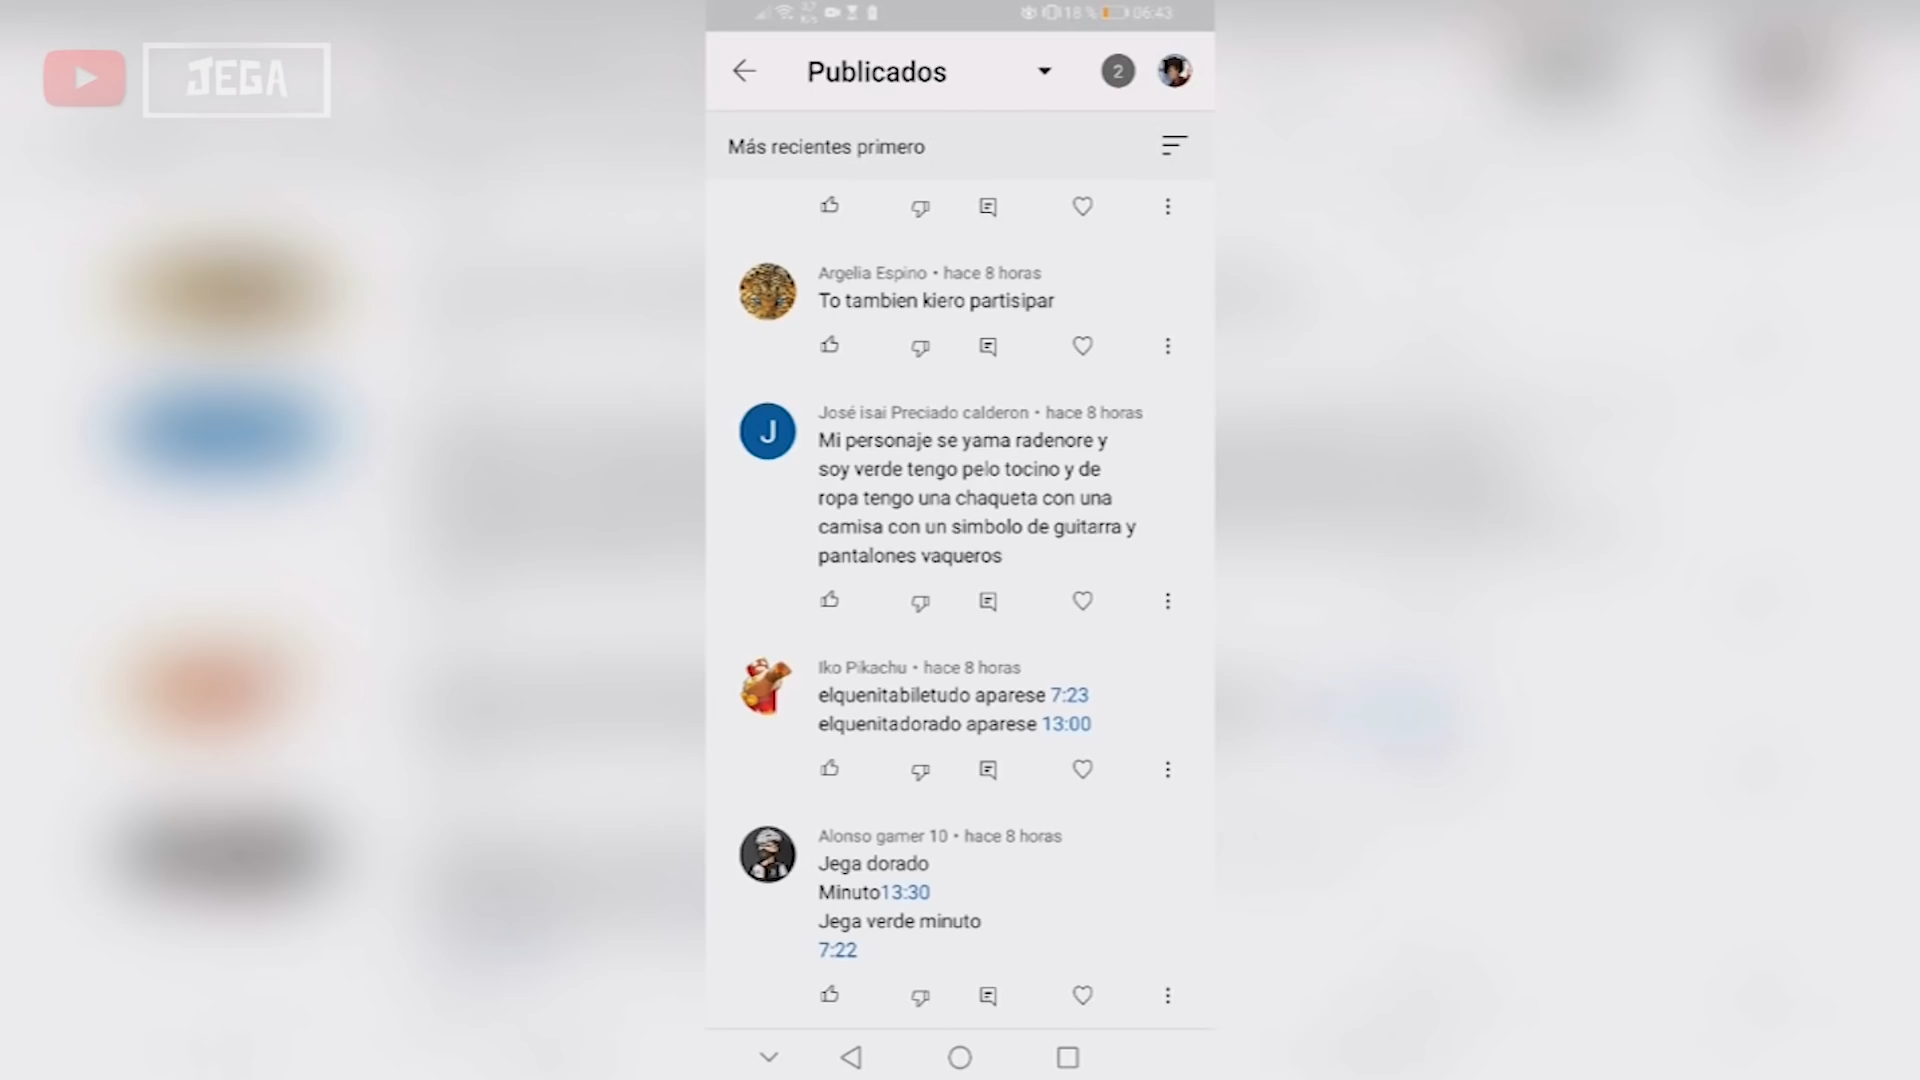 JEGA
18 % 06:43
Publicados
2
Más recientes primero
Argelia Espino • hace 8 horas
To tambien kiero partisipar
J
José isai Preciado calderon • hace 8 horas
Mi personaje se yama radenore y
soy verde tengo pelo tocino y de
ropa tengo una chaqueta con una
camisa con un simbolo de guitarra y
pantalones vaqueros
Iko Pikachu • hace 8 horas
elquenitabiletudo aparese 7:23
elquenitadorado aparese 13:00
Alonso gamer 10 • hace 8 horas
Jega dorado
Minuto13:30
Jega verde minuto
7:22